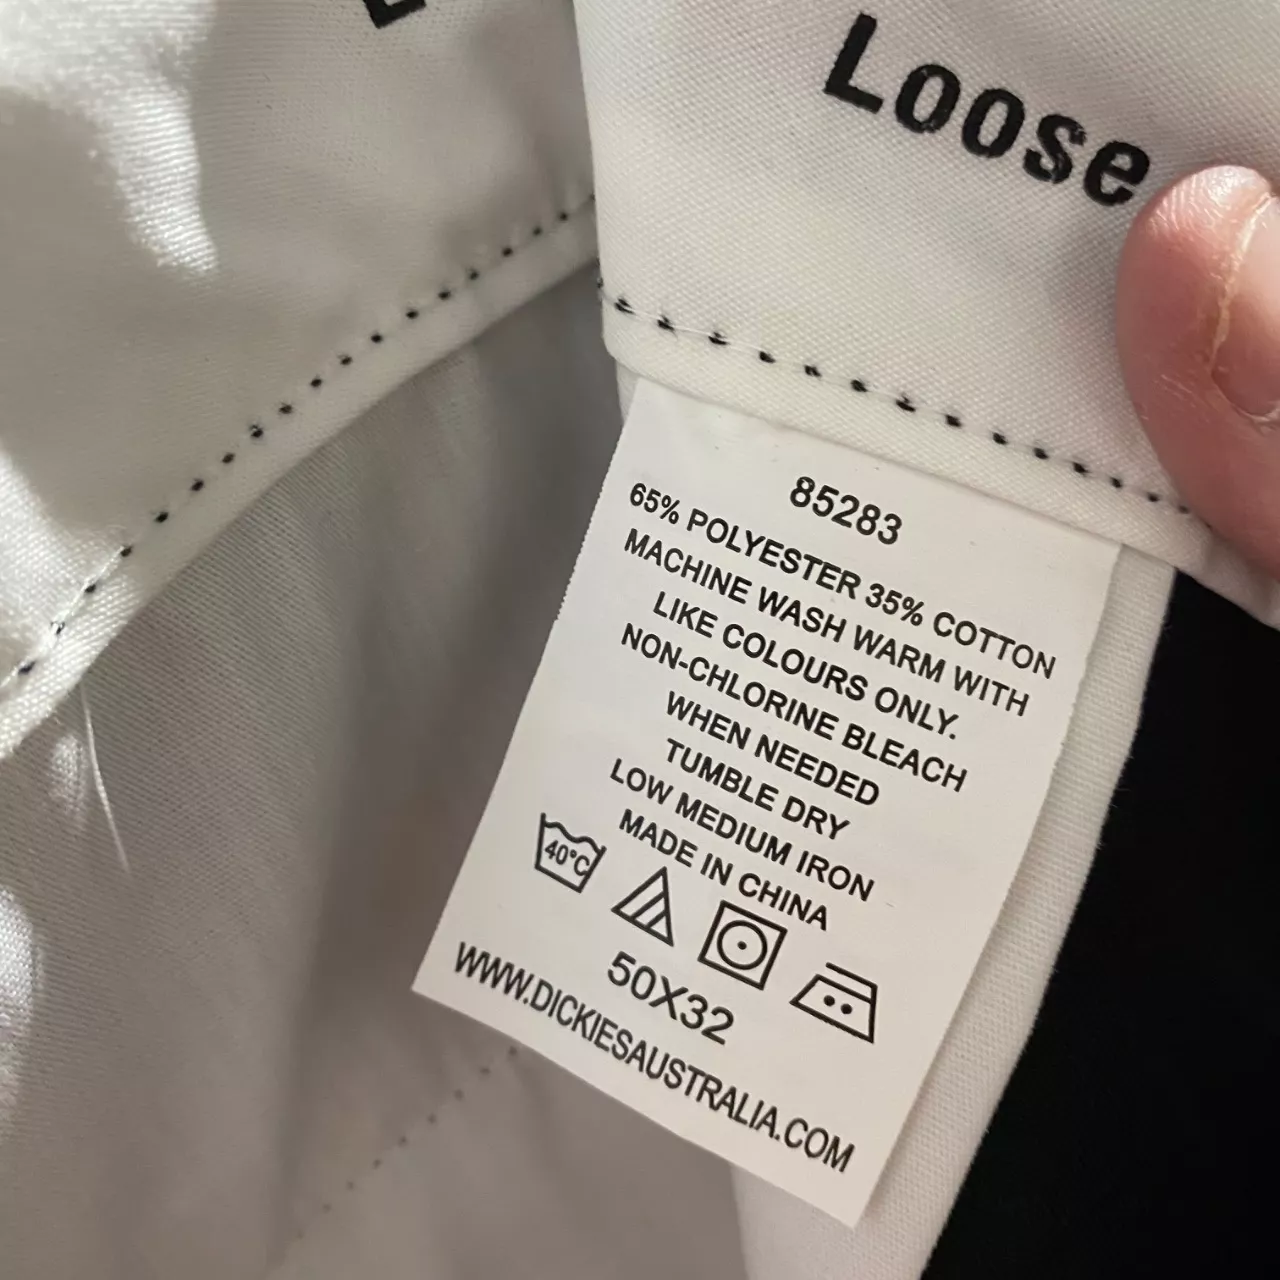 Loose
85283
65% POLYESTER 35% COTTON
MACHINE WASH WARM WITH
LIKE COLOURS ONLY.
NON-CHLORINE BLEACH
WHEN NEEDED
TUMBLE DRY
LOW MEDIUM IRON
MADE IN CHINA
40°C
50X32
WWW.DICKIESAUSTRALIA.COM